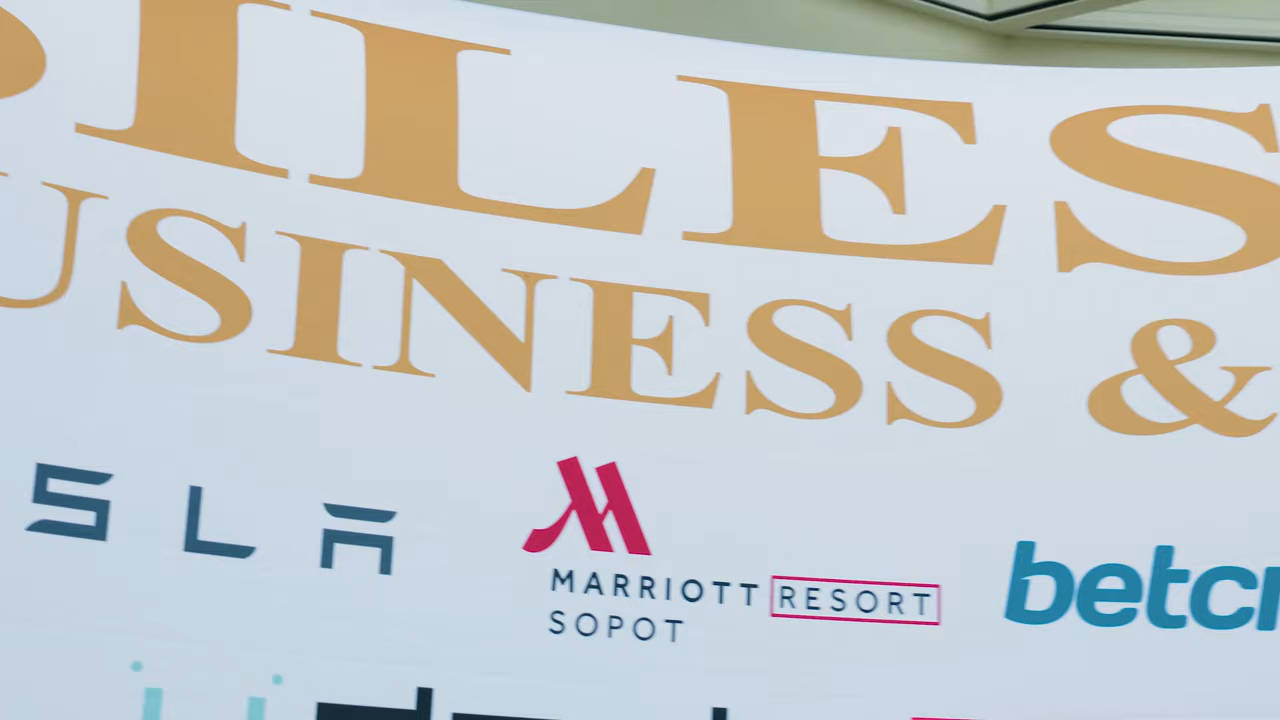 ILES
USINESS &
SLA
MARRIOTT RESORT
SOPOT
betc